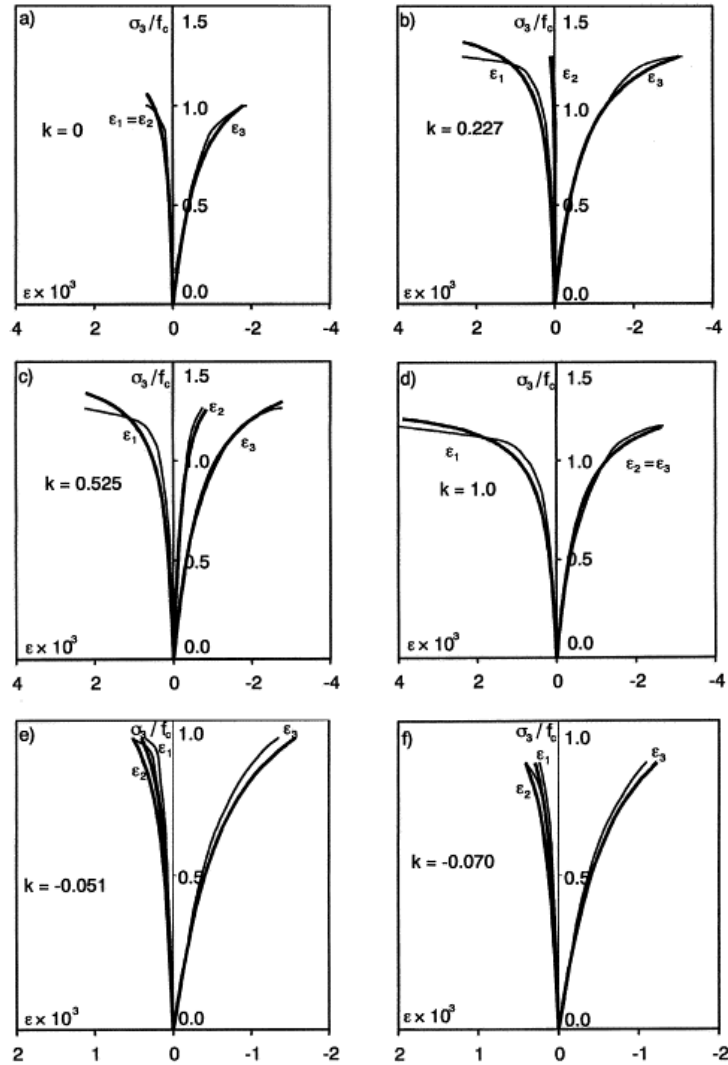 a)
σ₃/f꜀
1.5
1.0
0.5
0.0
k = 0
ε₁ = ε₂
ε₃
ε × 10³
4 2 0 -2 -4
b)
σ₃/f꜀
1.5
1.0
0.5
0.0
k = 0.227
ε₁
ε₂
ε₃
ε × 10³
4 2 0 -2 -4
c)
σ₃/f꜀
1.5
1.0
0.5
0.0
k = 0.525
ε₁
ε₂
ε₃
ε × 10³
4 2 0 -2 -4
d)
σ₃/f꜀
1.5
1.0
0.5
0.0
k = 1.0
ε₁
ε₂ = ε₃
ε × 10³
4 2 0 -2 -4
e)
σ₃/f꜀
1.0
0.5
0.0
k = -0.051
ε₁
ε₂
ε₃
ε × 10³
2 1 0 -1 -2
f)
σ₃/f꜀
1.0
0.5
0.0
k = -0.070
ε₁
ε₂
ε₃
ε × 10³
2 1 0 -1 -2